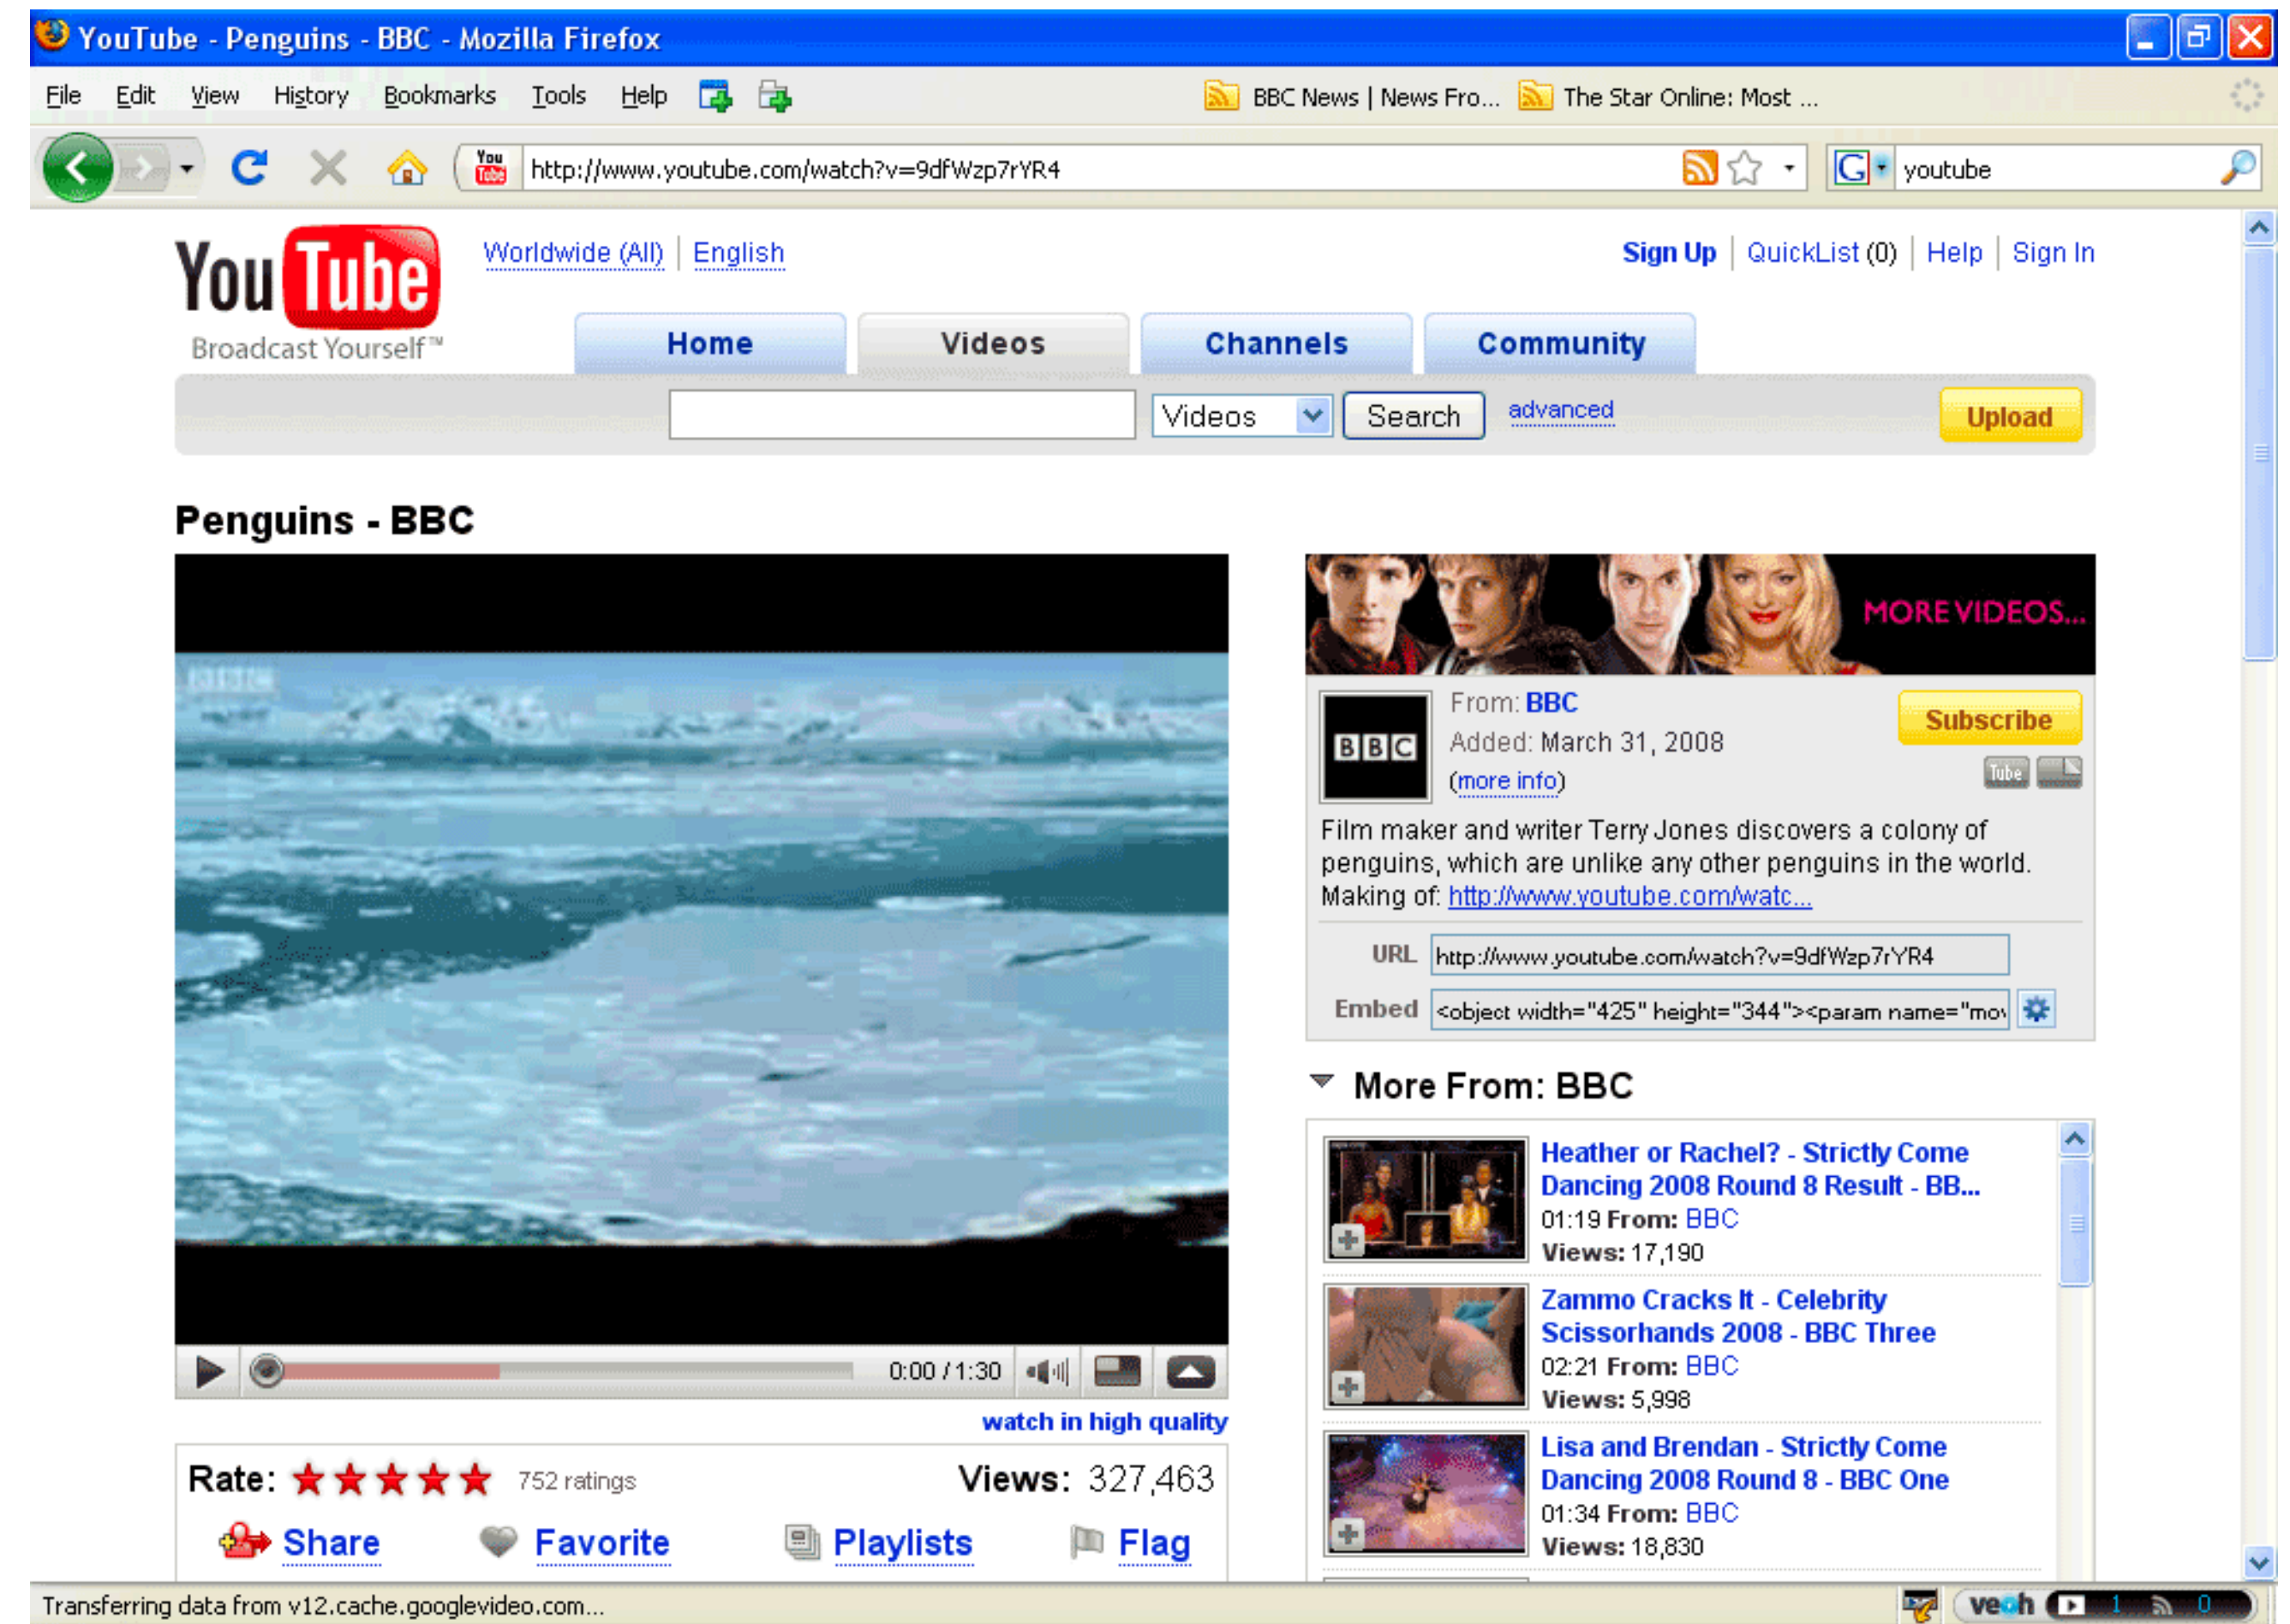 YouTube - Penguins - BBC - Mozilla Firefox
File Edit View History Bookmarks Tools Help
BBC News | News Fro... The Star Online: Most ...
You Tube http://www.youtube.com/watch?v=9dfWzp7rYR4
G youtube
You Tube
Broadcast Yourself™
Worldwide (All) | English
Sign Up | QuickList (0) | Help | Sign In
Home Videos Channels Community
Videos Search advanced Upload
Penguins - BBC
0:00 / 1:30
watch in high quality
Rate: 752 ratings Views: 327,463
Share Favorite Playlists Flag
MORE VIDEOS...
BBC
From: BBC
Added: March 31, 2008
(more info)
Subscribe
Tube
Film maker and writer Terry Jones discovers a colony of
penguins, which are unlike any other penguins in the world.
Making of: http://www.youtube.com/watc...
URL http://www.youtube.com/watch?v=9dfWzp7rYR4
Embed <object width="425" height="344"><param name="mov
More From: BBC
Heather or Rachel? - Strictly Come
Dancing 2008 Round 8 Result - BB...
01:19 From: BBC
Views: 17,190
Zammo Cracks It - Celebrity
Scissorhands 2008 - BBC Three
02:21 From: BBC
Views: 5,998
Lisa and Brendan - Strictly Come
Dancing 2008 Round 8 - BBC One
01:34 From: BBC
Views: 18,830
Transferring data from v12.cache.googlevideo.com...
veoh 1 0